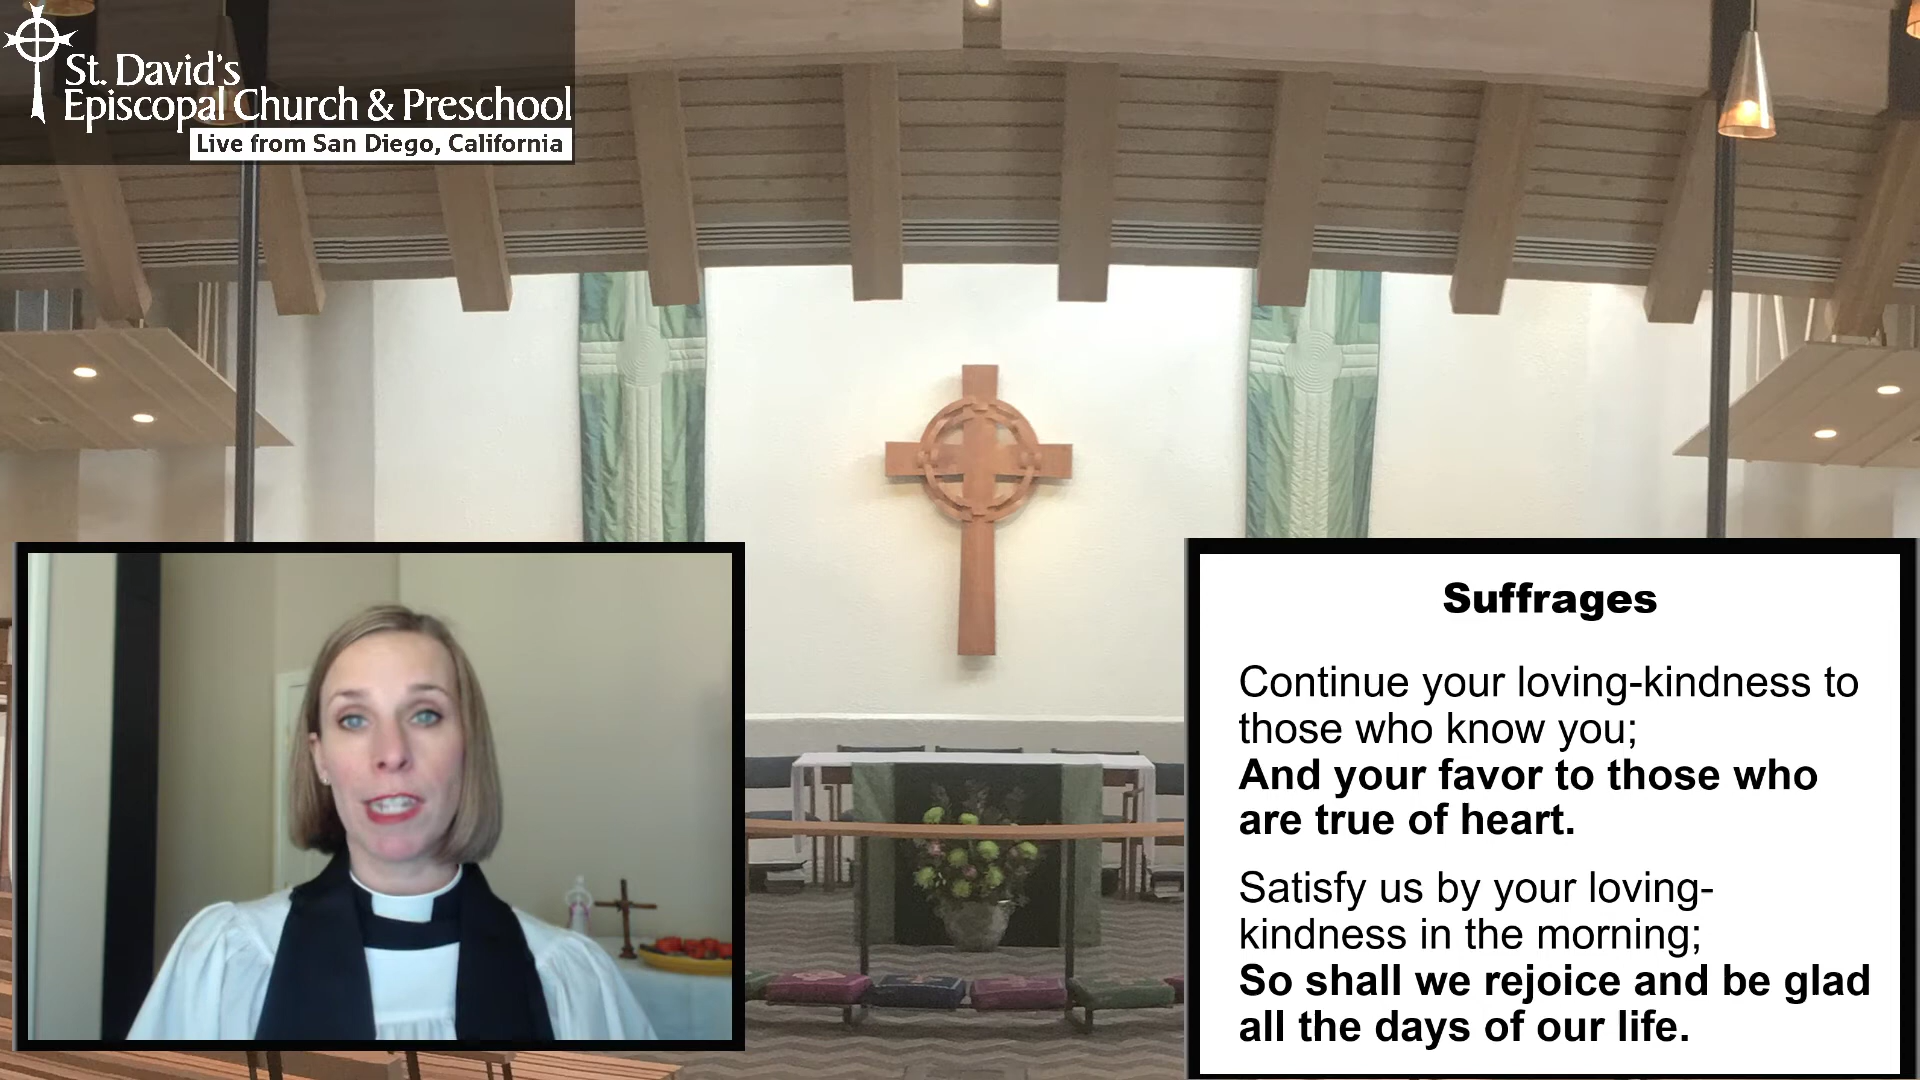 St. David's
Episcopal Church & Preschool
Live from San Diego, California
Suffrages
Continue your loving-kindness to
those who know you;
And your favor to those who
are true of heart.
Satisfy us by your loving-
kindness in the morning;
So shall we rejoice and be glad
all the days of our life.